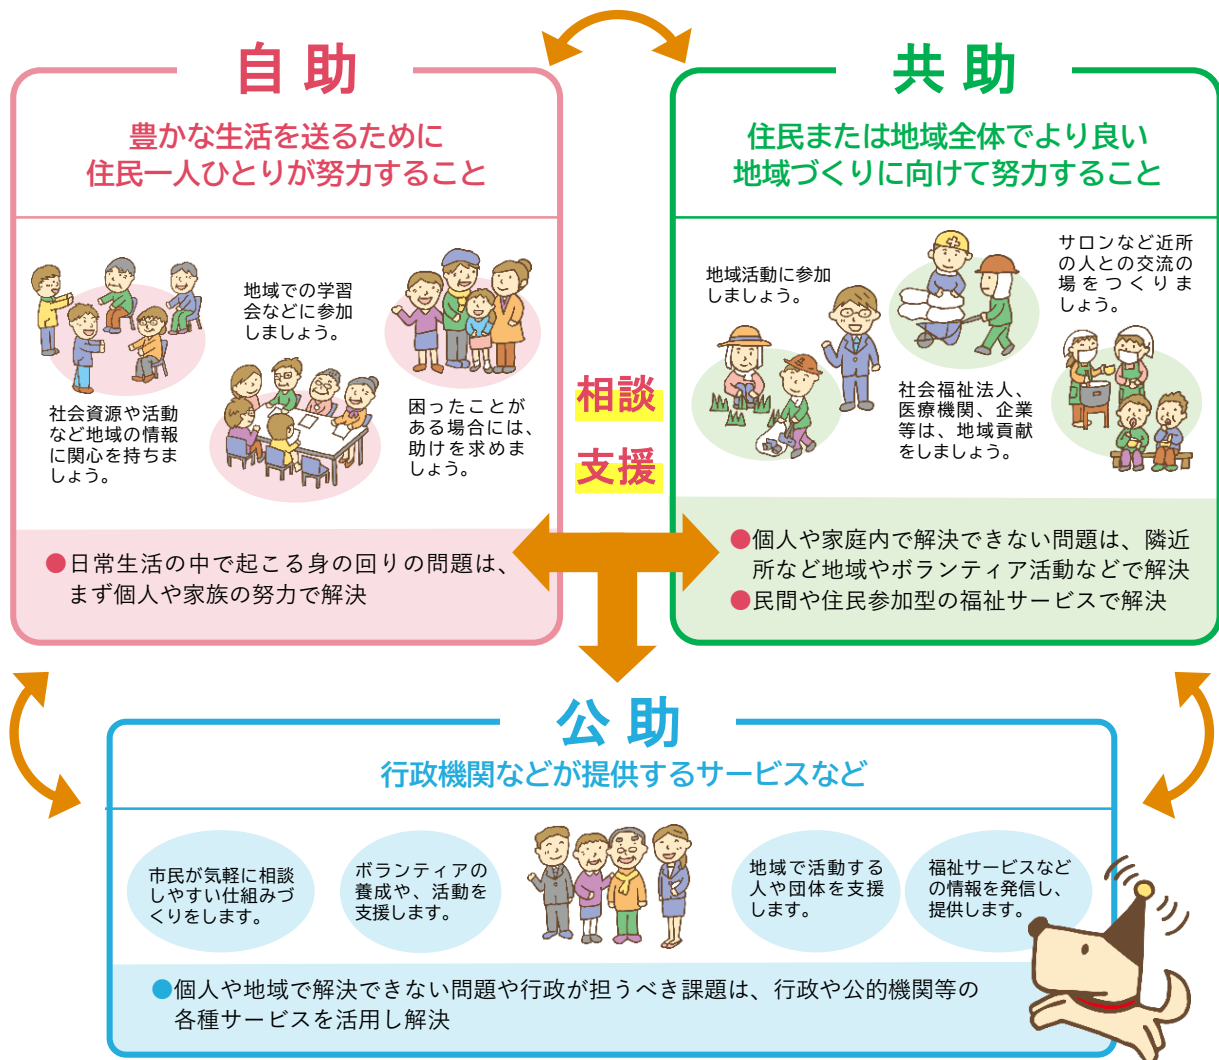 自助
豊かな生活を送るために
住民一人ひとりが努力すること
社会資源や活動
など地域の情報
に関心を持ちま
しょう。
地域での学習
会などに参加
しましょう。
困ったことが
ある場合には、
助けを求めま
しょう。
●日常生活の中で起こる身の回りの問題は、
まず個人や家族の努力で解決
相談
支援
共助
住民または地域全体でより良い
地域づくりに向けて努力すること
地域活動に参加
しましょう。
社会福祉法人、
医療機関、企業
等は、地域貢献
をしましょう。
サロンなど近所
の人との交流の
場をつくりま
しょう。
●個人や家庭内で解決できない問題は、隣近
所など地域やボランティア活動などで解決
●民間や住民参加型の福祉サービスで解決
公助
行政機関などが提供するサービスなど
市民が気軽に相談
しやすい仕組みづ
くりをします。
ボランティアの
養成や、活動を
支援します。
地域で活動する
人や団体を支援
します。
福祉サービスなど
の情報を発信し、
提供します。
●個人や地域で解決できない問題や行政が担うべき課題は、行政や公的機関等の
各種サービスを活用し解決